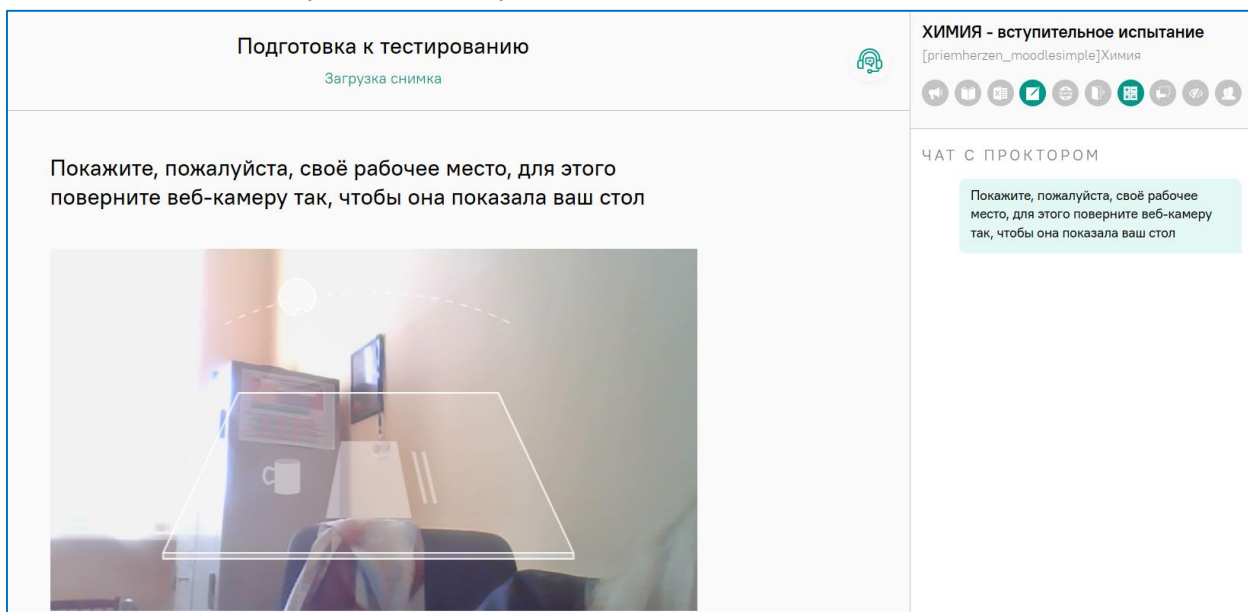 Подготовка к тестированию
Загрузка снимка
Покажите, пожалуйста, своё рабочее место, для этого
поверните веб-камеру так, чтобы она показала ваш стол
ХИМИЯ - вступительное испытание
[priemherzen_moodlesimple]Химия
ЧАТ С ПРОКТОРОМ
Покажите, пожалуйста, своё рабочее
место, для этого поверните веб-камеру
так, чтобы она показала ваш стол